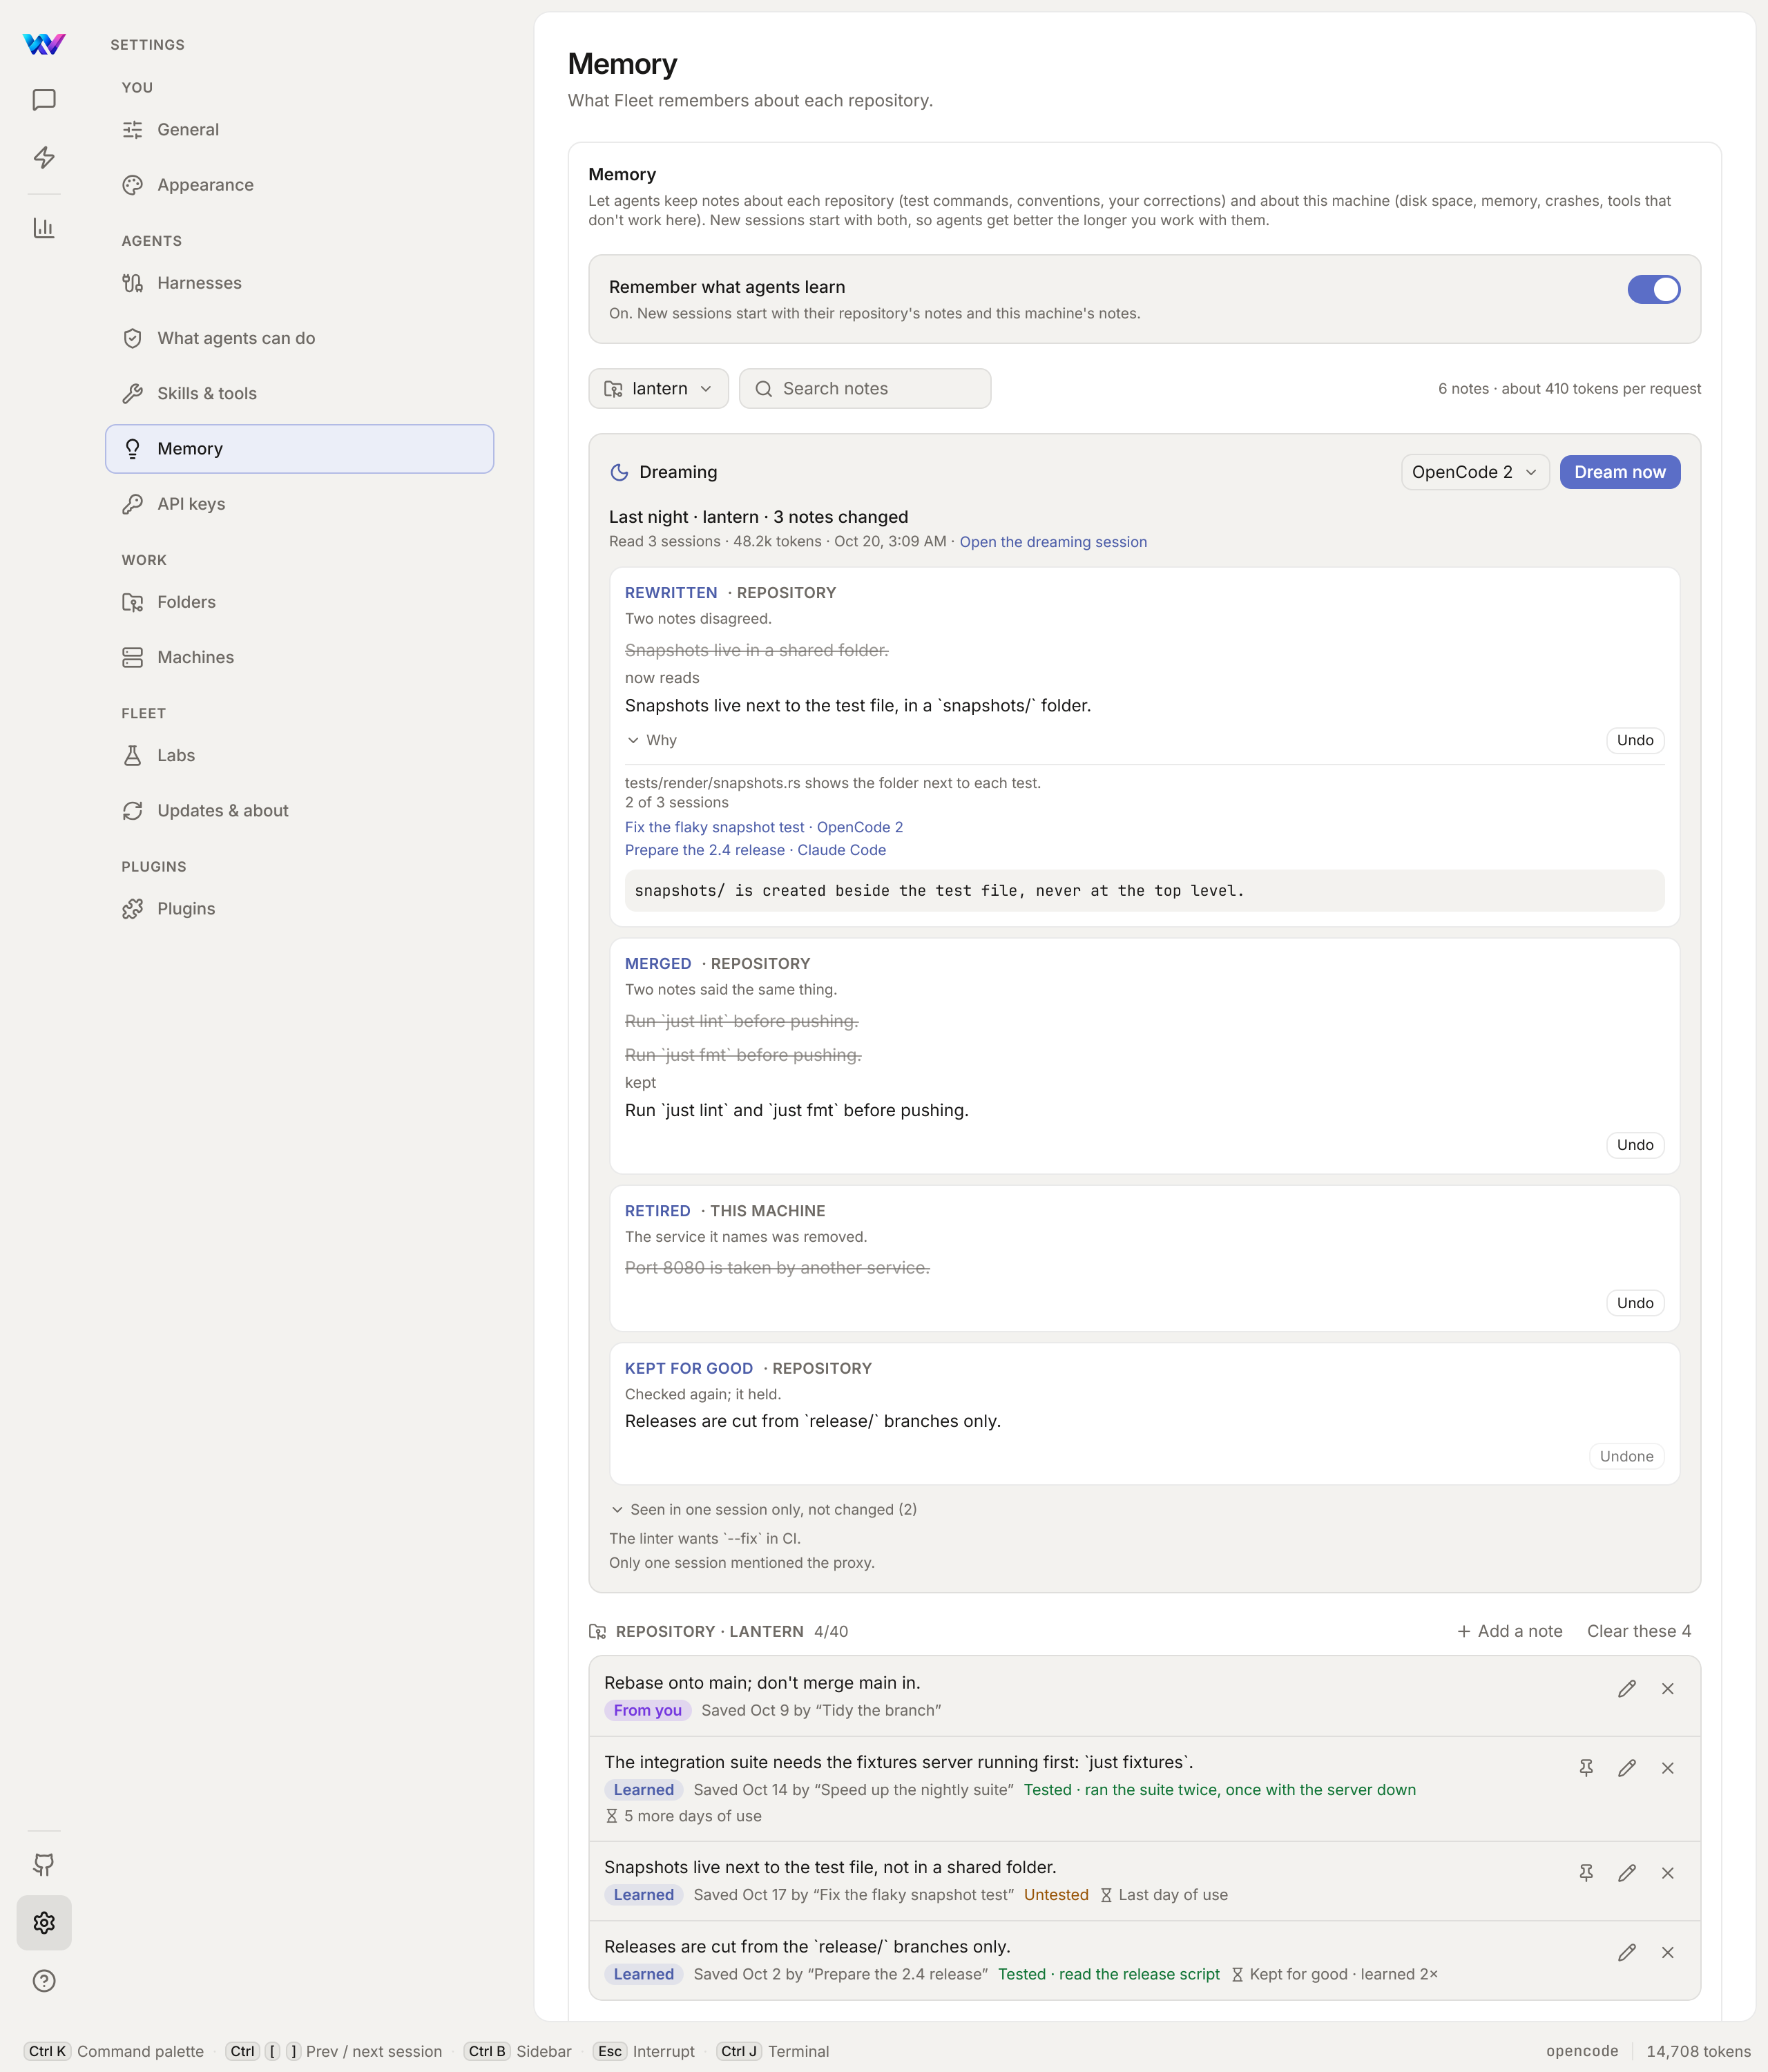 SETTINGS
YOU
General
Appearance
AGENTS
Harnesses
What agents can do
Skills & tools
Memory
API keys
WORK
Folders
Machines
FLEET
Labs
Updates & about
PLUGINS
Plugins
Memory
What Fleet remembers about each repository.
Memory
Let agents keep notes about each repository (test commands, conventions, your corrections) and about this machine (disk space, memory, crashes, tools that
don't work here). New sessions start with both, so agents get better the longer you work with them.
Remember what agents learn
On. New sessions start with their repository's notes and this machine's notes.
lantern
Search notes
6 notes · about 410 tokens per request
Dreaming
OpenCode 2
Dream now
Last night · lantern · 3 notes changed
Read 3 sessions · 48.2k tokens · Oct 20, 3:09 AM · Open the dreaming session
REWRITTEN · REPOSITORY
Two notes disagreed.
Snapshots live in a shared folder.
now reads
Snapshots live next to the test file, in a `snapshots/` folder.
Why
Undo
tests/render/snapshots.rs shows the folder next to each test.
2 of 3 sessions
Fix the flaky snapshot test · OpenCode 2
Prepare the 2.4 release · Claude Code
snapshots/ is created beside the test file, never at the top level.
MERGED · REPOSITORY
Two notes said the same thing.
Run `just lint` before pushing.
Run `just fmt` before pushing.
kept
Run `just lint` and `just fmt` before pushing.
Undo
RETIRED · THIS MACHINE
The service it names was removed.
Port 8080 is taken by another service.
Undo
KEPT FOR GOOD · REPOSITORY
Checked again; it held.
Releases are cut from `release/` branches only.
Undone
Seen in one session only, not changed (2)
The linter wants `--fix` in CI.
Only one session mentioned the proxy.
REPOSITORY · LANTERN 4/40
Add a note
Clear these 4
Rebase onto main; don't merge main in.
From you Saved Oct 9 by “Tidy the branch”
The integration suite needs the fixtures server running first: `just fixtures`.
Learned Saved Oct 14 by “Speed up the nightly suite” Tested · ran the suite twice, once with the server down
5 more days of use
Snapshots live next to the test file, not in a shared folder.
Learned Saved Oct 17 by “Fix the flaky snapshot test” Untested Last day of use
Releases are cut from the `release/` branches only.
Learned Saved Oct 2 by “Prepare the 2.4 release” Tested · read the release script Kept for good · learned 2×
Ctrl K Command palette · Ctrl [ ] Prev / next session · Ctrl B Sidebar · Esc Interrupt · Ctrl J Terminal
opencode 14,708 tokens